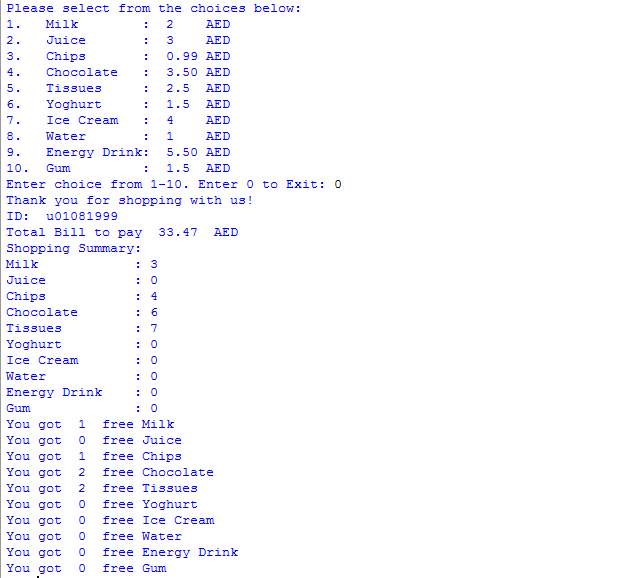 Please select from the choices below:
1.   Milk        :  2    AED
2.   Juice       :  3    AED
3.   Chips       :  0.99 AED
4.   Chocolate   :  3.50 AED
5.   Tissues     :  2.5  AED
6.   Yoghurt     :  1.5  AED
7.   Ice Cream   :  4    AED
8.   Water       :  1    AED
9.   Energy Drink:  5.50 AED
10.  Gum         :  1.5  AED
Enter choice from 1-10. Enter 0 to Exit: 0
Thank you for shopping with us!
ID:  u01081999
Total Bill to pay  33.47  AED
Shopping Summary:
Milk            : 3
Juice           : 0
Chips           : 4
Chocolate       : 6
Tissues         : 7
Yoghurt         : 0
Ice Cream       : 0
Water           : 0
Energy Drink    : 0
Gum             : 0
You got  1  free Milk
You got  0  free Juice
You got  1  free Chips
You got  2  free Chocolate
You got  2  free Tissues
You got  0  free Yoghurt
You got  0  free Ice Cream
You got  0  free Water
You got  0  free Energy Drink
You got  0  free Gum